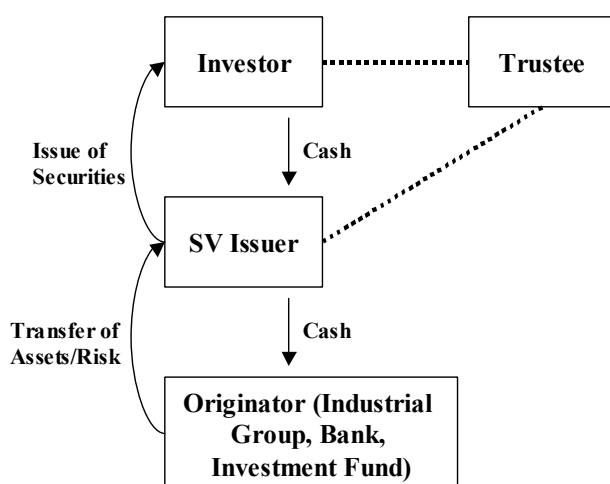 Investor
Trustee
Issue of
Securities
Cash
SV Issuer
Transfer of
Assets/Risk
Cash
Originator (Industrial
Group, Bank,
Investment Fund)